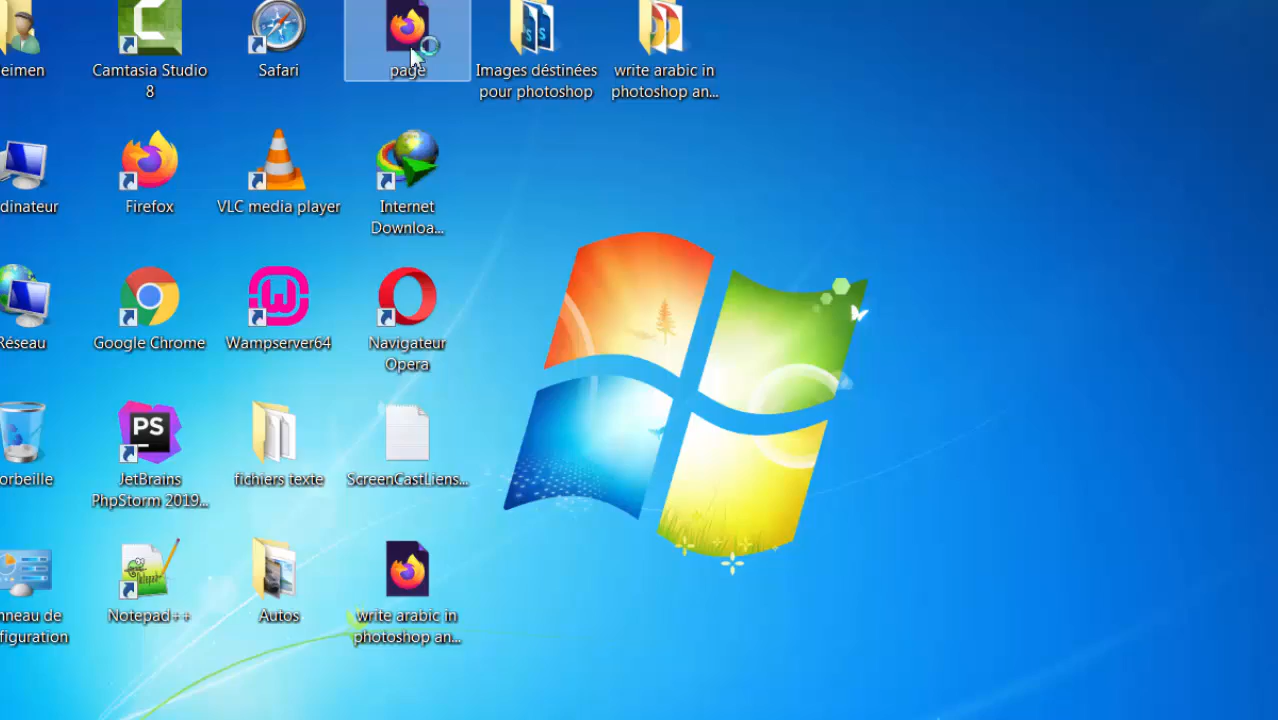 eimen
Camtasia Studio
8
Safari
page
Images déstinées
pour photoshop
write arabic in
photoshop an...
dinateur
Firefox
VLC media player
Internet
Downloa...
Réseau
Google Chrome
W
Wampserver64
Navigateur
Opera
PS
orbeille
JetBrains
PhpStorm 2019...
fichiers texte
ScreenCastLiens...
nneau de
figuration
Notepad++
Autos
write arabic in
photoshop an...